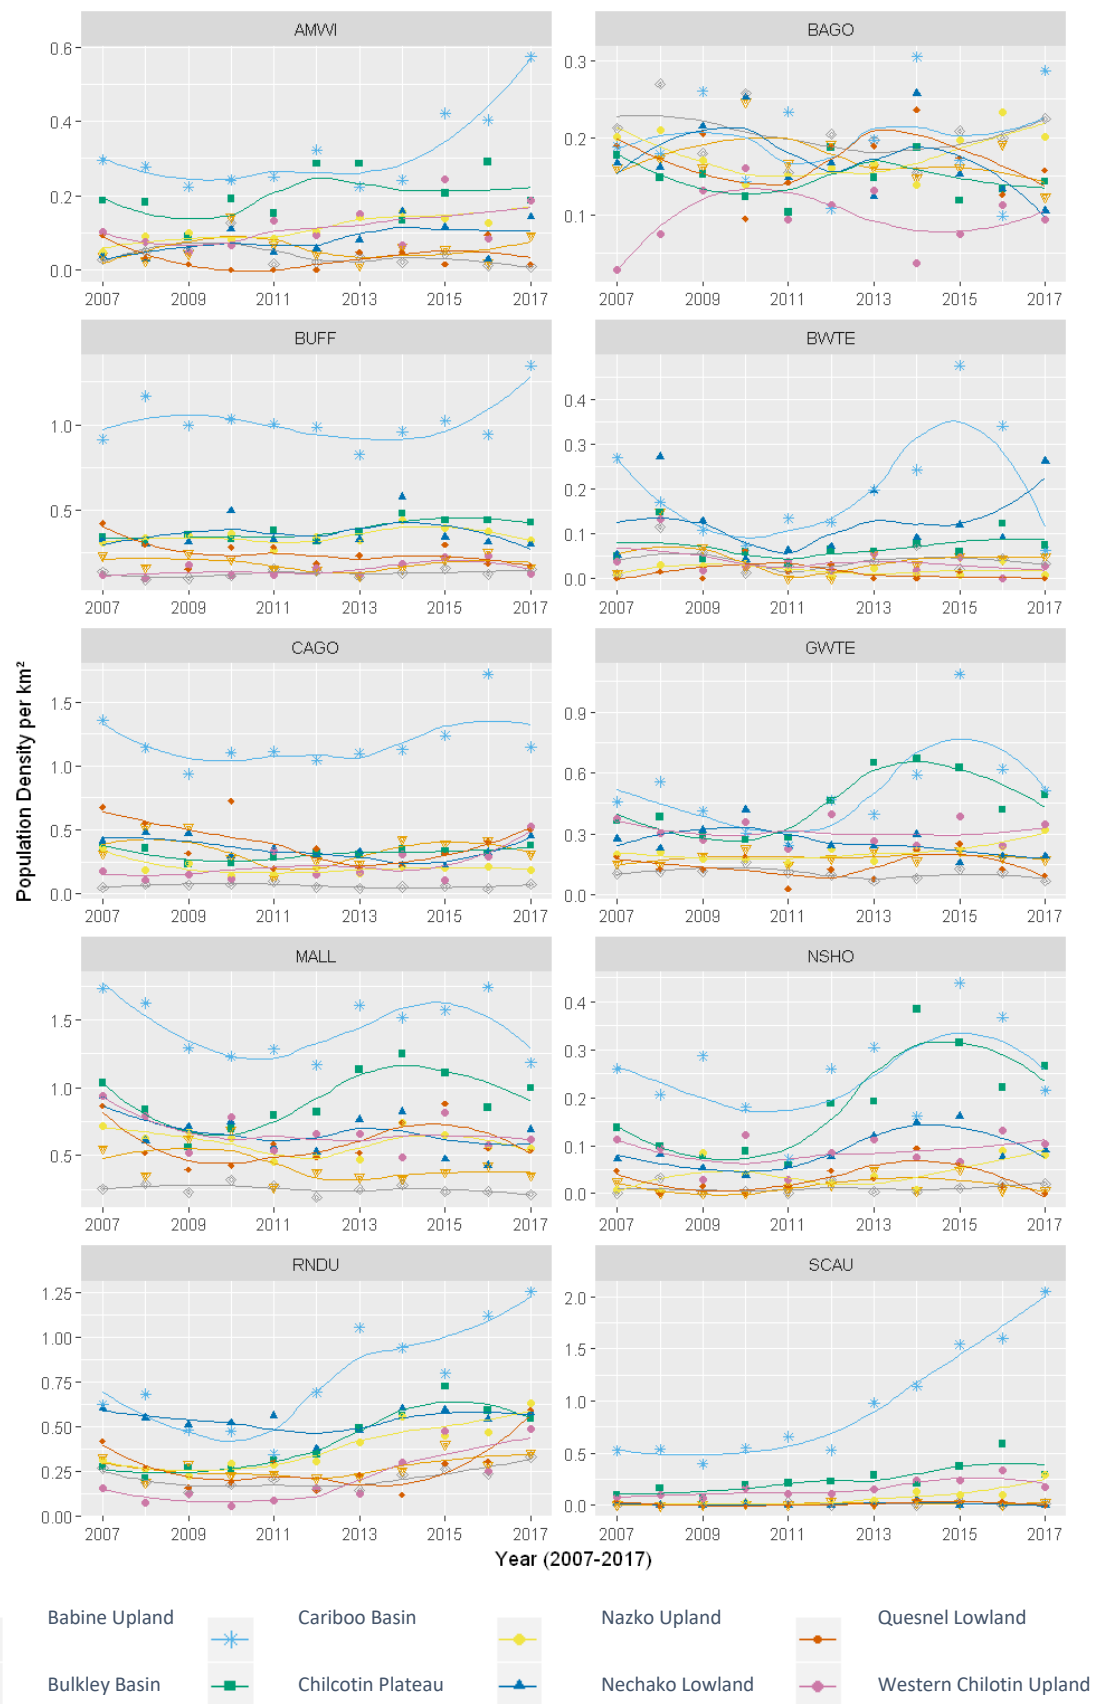 AMWI
BAGO
0.6
0.4
0.2
0.0
0.3
0.2
0.1
2007 2009 2011 2013 2015 2017
2007 2009 2011 2013 2015 2017
BUFF
BWTE
1.0
0.5
0.4
0.3
0.2
0.1
0.0
2007 2009 2011 2013 2015 2017
2007 2009 2011 2013 2015 2017
CAGO
GWTE
1.5
1.0
0.5
0.0
0.9
0.6
0.3
0.0
2007 2009 2011 2013 2015 2017
2007 2009 2011 2013 2015 2017
Population Density per km²
MALL
NSHO
1.5
1.0
0.5
0.4
0.3
0.2
0.1
0.0
2007 2009 2011 2013 2015 2017
2007 2009 2011 2013 2015 2017
RNDU
SCAU
1.25
1.00
0.75
0.50
0.25
0.00
2.0
1.5
1.0
0.5
0.0
2007 2009 2011 2013 2015 2017
2007 2009 2011 2013 2015 2017
Year (2007-2017)
Babine Upland Cariboo Basin Nazko Upland Quesnel Lowland
Bulkley Basin Chilcotin Plateau Nechako Lowland Western Chilotin Upland